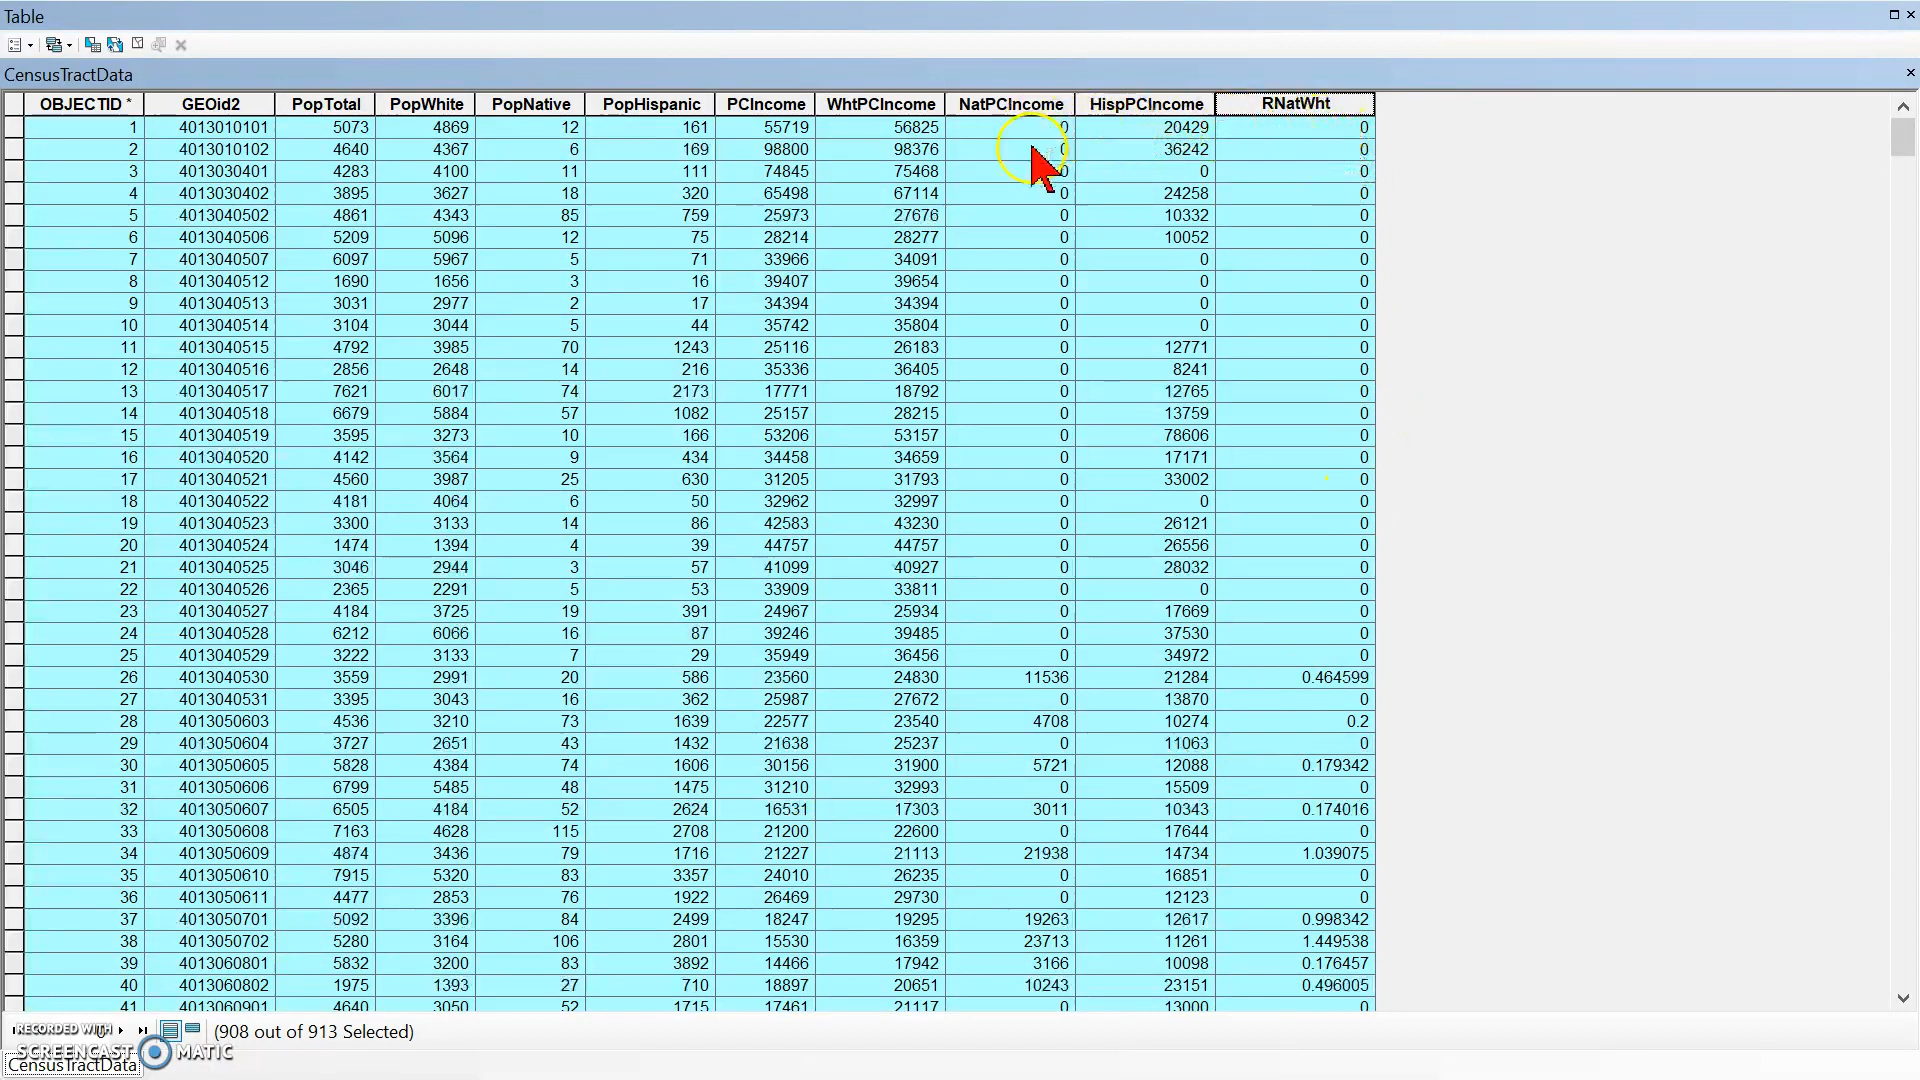 Table
CensusTractData
OBJECTID * GEOid2 PopTotal PopWhite PopNative PopHispanic PCIncome WhtPCIncome NatPCIncome HispPCIncome RNatWht
1 4013010101 5073 4869 12 161 55719 56825 0 20429 0
2 4013010102 4640 4367 6 169 98800 98376 0 36242 0
3 4013030401 4283 4100 11 111 74845 75468 0 0 0
4 4013030402 3895 3627 18 320 65498 67114 0 24258 0
5 4013040502 4861 4343 85 759 25973 27676 0 10332 0
6 4013040506 5209 5096 12 75 28214 28277 0 10052 0
7 4013040507 6097 5967 5 71 33966 34091 0 0 0
8 4013040512 1690 1656 3 16 39407 39654 0 0 0
9 4013040513 3031 2977 2 17 34394 34394 0 0 0
10 4013040514 3104 3044 5 44 35742 35804 0 0 0
11 4013040515 4792 3985 70 1243 25116 26183 0 12771 0
12 4013040516 2856 2648 14 216 35336 36405 0 8241 0
13 4013040517 7621 6017 74 2173 17771 18792 0 12765 0
14 4013040518 6679 5884 57 1082 25157 28215 0 13759 0
15 4013040519 3595 3273 10 166 53206 53157 0 78606 0
16 4013040520 4142 3564 9 434 34458 34659 0 17171 0
17 4013040521 4560 3987 25 630 31205 31793 0 33002 0
18 4013040522 4181 4064 6 50 32962 32997 0 0 0
19 4013040523 3300 3133 14 86 42583 43230 0 26121 0
20 4013040524 1474 1394 4 39 44757 44757 0 26556 0
21 4013040525 3046 2944 3 57 41099 40927 0 28032 0
22 4013040526 2365 2291 5 53 33909 33811 0 0 0
23 4013040527 4184 3725 19 391 24967 25934 0 17669 0
24 4013040528 6212 6066 16 87 39246 39485 0 37530 0
25 4013040529 3222 3133 7 29 35949 36456 0 34972 0
26 4013040530 3559 2991 20 586 23560 24830 11536 21284 0.464599
27 4013040531 3395 3043 16 362 25987 27672 0 13870 0
28 4013050603 4536 3210 73 1639 22577 23540 4708 10274 0.2
29 4013050604 3727 2651 43 1432 21638 25237 0 11063 0
30 4013050605 5828 4384 74 1606 30156 31900 5721 12088 0.179342
31 4013050606 6799 5485 48 1475 31210 32993 0 15509 0
32 4013050607 6505 4184 52 2624 16531 17303 3011 10343 0.174016
33 4013050608 7163 4628 115 2708 21200 22600 0 17644 0
34 4013050609 4874 3436 79 1716 21227 21113 21938 14734 1.039075
35 4013050610 7915 5320 83 3357 24010 26235 0 16851 0
36 4013050611 4477 2853 76 1922 26469 29730 0 12123 0
37 4013050701 5092 3396 84 2499 18247 19295 19263 12617 0.998342
38 4013050702 5280 3164 106 2801 15530 16359 23713 11261 1.449538
39 4013060801 5832 3200 83 3892 14466 17942 3166 10098 0.176457
40 4013060802 1975 1393 27 710 18897 20651 10243 23151 0.496005
41 4013060901 4640 3050 52 1715 17461 21117 0 13000 0
(908 out of 913 Selected)
RECORDED WITH
SCREENCAST MATIC
CensusTractData